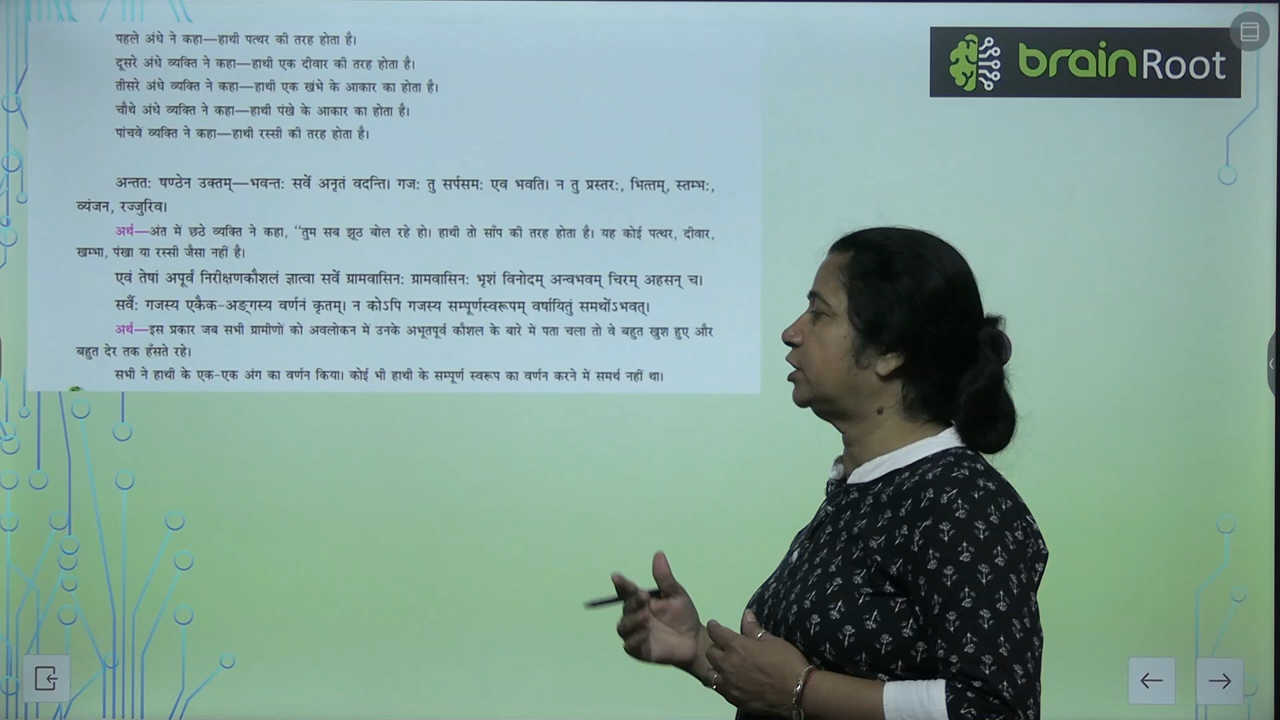 पहले अंधे ने कहा—हाथी पत्थर की तरह होता है।
दूसरे अंधे व्यक्ति ने कहा—हाथी एक दीवार की तरह होता है।
तीसरे अंधे व्यक्ति ने कहा—हाथी एक खंभे के आकार का होता है।
चौथे अंधे व्यक्ति ने कहा—हाथी पंखे के आकार का होता है।
पांचवें व्यक्ति ने कहा—हाथी रस्सी की तरह होता है।
अन्ततः षण्ठेन उक्तम्—भवन्तः सर्वे अनृतं वदन्ति। गजः तु सर्पसमः एव भवति। न तु प्रस्तरः, भित्तम्, स्तम्भः,
व्यंजन, रज्जुरिव।
अर्थ—अंत में छठे व्यक्ति ने कहा, “तुम सब झूठ बोल रहे हो। हाथी तो साँप की तरह होता है। यह कोई पत्थर, दीवार,
खम्भा, पंखा या रस्सी जैसा नहीं है।
एवं तेषां अपूर्वं निरीक्षणकौशलं ज्ञात्वा सर्वे ग्रामवासिनः ग्रामवासिनः भृशं विनोदम् अन्वभवम् चिरम् अहसन् च।
सर्वैः गजस्य एकैक-अङ्गस्य वर्णनं कृतम्। न कोऽपि गजस्य सम्पूर्णस्वरूपम् वर्षायितुं समर्थोऽभवत्।
अर्थ—इस प्रकार जब सभी ग्रामीणों को अवलोकन में उनके अभूतपूर्व कौशल के बारे में पता चला तो वे बहुत खुश हुए और
बहुत देर तक हँसते रहे।
सभी ने हाथी के एक-एक अंग का वर्णन किया। कोई भी हाथी के सम्पूर्ण स्वरूप का वर्णन करने में समर्थ नहीं था।
brainRoot